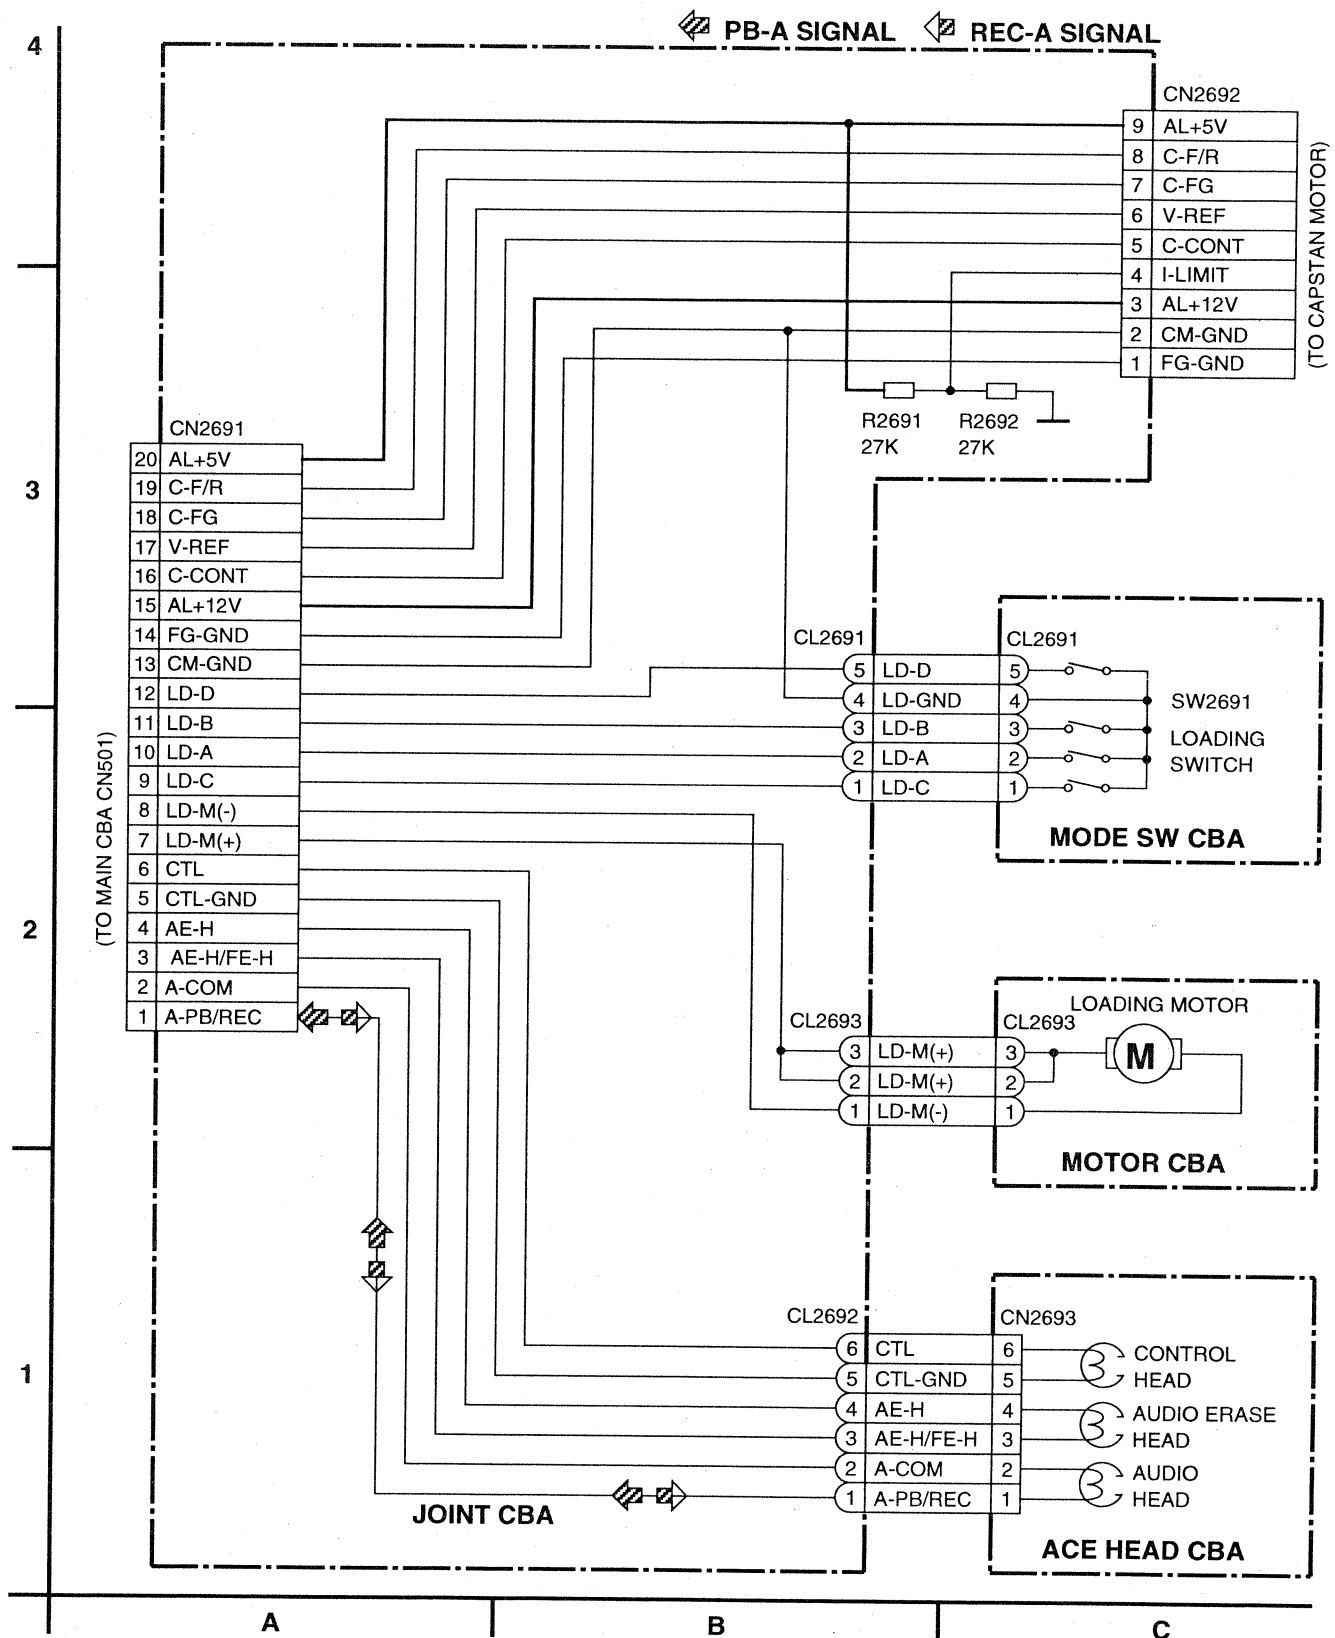 4
PB-A SIGNAL
REC-A SIGNAL
CN2692
9 AL+5V
8 C-F/R
7 C-FG
6 V-REF
5 C-CONT
4 I-LIMIT
3 AL+12V
2 CM-GND
1 FG-GND
(TO CAPSTAN MOTOR)
R2691
27K
R2692
27K
CN2691
20 AL+5V
19 C-F/R
18 C-FG
17 V-REF
16 C-CONT
15 AL+12V
14 FG-GND
13 CM-GND
12 LD-D
11 LD-B
10 LD-A
9 LD-C
8 LD-M(-)
7 LD-M(+)
6 CTL
5 CTL-GND
4 AE-H
3 AE-H/FE-H
2 A-COM
1 A-PB/REC
(TO MAIN CBA CN501)
3
CL2691
CL2691
5 LD-D 5
4 LD-GND 4
3 LD-B 3
2 LD-A 2
1 LD-C 1
SW2691
LOADING
SWITCH
MODE SW CBA
2
LOADING MOTOR
CL2693
CL2693
3 LD-M(+) 3
2 LD-M(+) 2
1 LD-M(-) 1
M
MOTOR CBA
1
CL2692
CN2693
6 CTL 6
5 CTL-GND 5
4 AE-H 4
3 AE-H/FE-H 3
2 A-COM 2
1 A-PB/REC 1
CONTROL
HEAD
AUDIO ERASE
HEAD
AUDIO
HEAD
JOINT CBA
ACE HEAD CBA
A
B
C